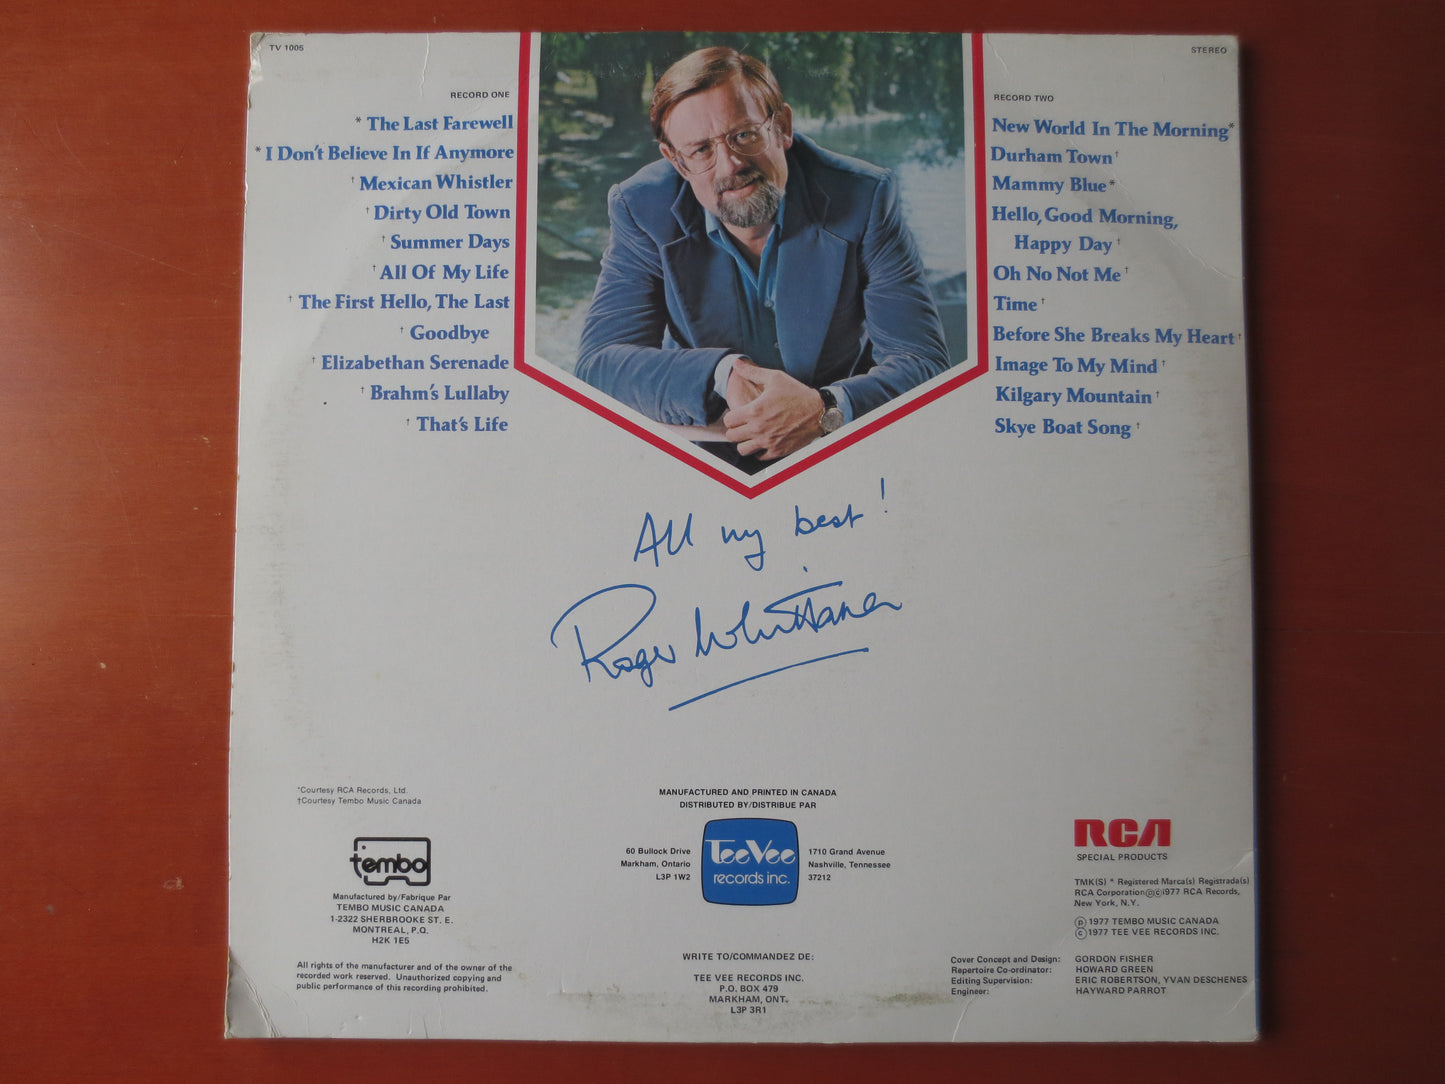 TV 1005
STEREO
RECORD ONE
* The Last Farewell
* I Don't Believe In If Anymore
† Mexican Whistler
† Dirty Old Town
† Summer Days
† All Of My Life
† The First Hello, The Last
† Goodbye
† Elizabethan Serenade
† Brahm's Lullaby
† That's Life
RECORD TWO
New World In The Morning*
Durham Town†
Mammy Blue*
Hello, Good Morning,
Happy Day†
Oh No Not Me†
Time†
Before She Breaks My Heart†
Image To My Mind†
Kilgary Mountain†
Skye Boat Song†
All my best!
Roger Whittaker
*Courtesy RCA Records, Ltd.
†Courtesy Tembo Music Canada
tembo
Manufactured by/Fabrique Par
TEMBO MUSIC CANADA
1-2322 SHERBROOKE ST. E.
MONTREAL, P.Q.
H2K 1E5
All rights of the manufacturer and of the owner of the
recorded work reserved. Unauthorized copying and
public performance of this recording prohibited.
MANUFACTURED AND PRINTED IN CANADA
DISTRIBUTED BY/DISTRIBUE PAR
60 Bullock Drive
Markham, Ontario
L3P 1W2
TeeVee
records inc.
1710 Grand Avenue
Nashville, Tennessee
37212
WRITE TO/COMMANDEZ DE:
TEE VEE RECORDS INC.
P.O. BOX 479
MARKHAM, ONT.
L3P 3R1
RCA
SPECIAL PRODUCTS
TMK(S) * Registered Marca(s) Registrada(s)
RCA Corporation ℗©1977 RCA Records,
New York, N.Y.
℗ 1977 TEMBO MUSIC CANADA
© 1977 TEE VEE RECORDS INC.
Cover Concept and Design: GORDON FISHER
Repertoire Co-ordinator: HOWARD GREEN
Editing Supervision: ERIC ROBERTSON, YVAN DESCHENES
Engineer: HAYWARD PARROT